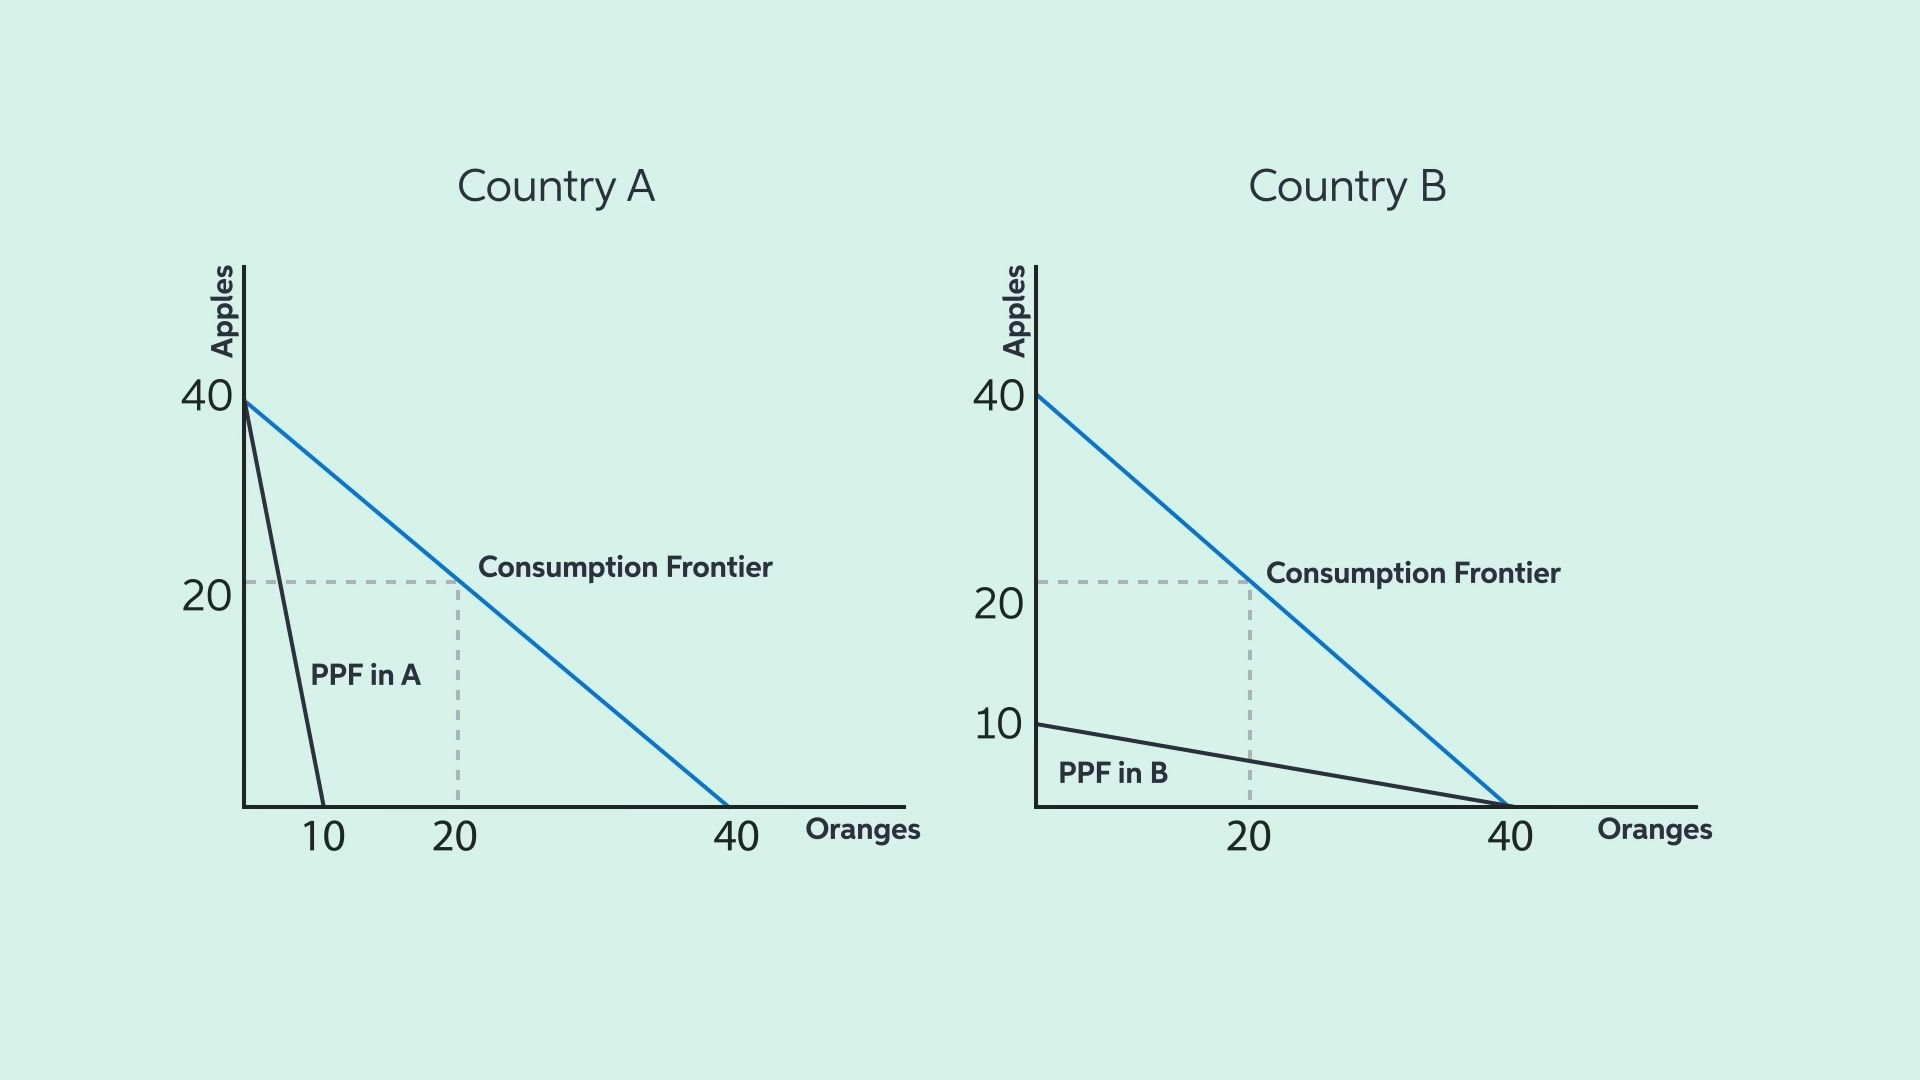 Country A
Apples
40
20
Consumption Frontier
PPF in A
10
20
40
Oranges
Country B
Apples
40
20
10
Consumption Frontier
PPF in B
20
40
Oranges